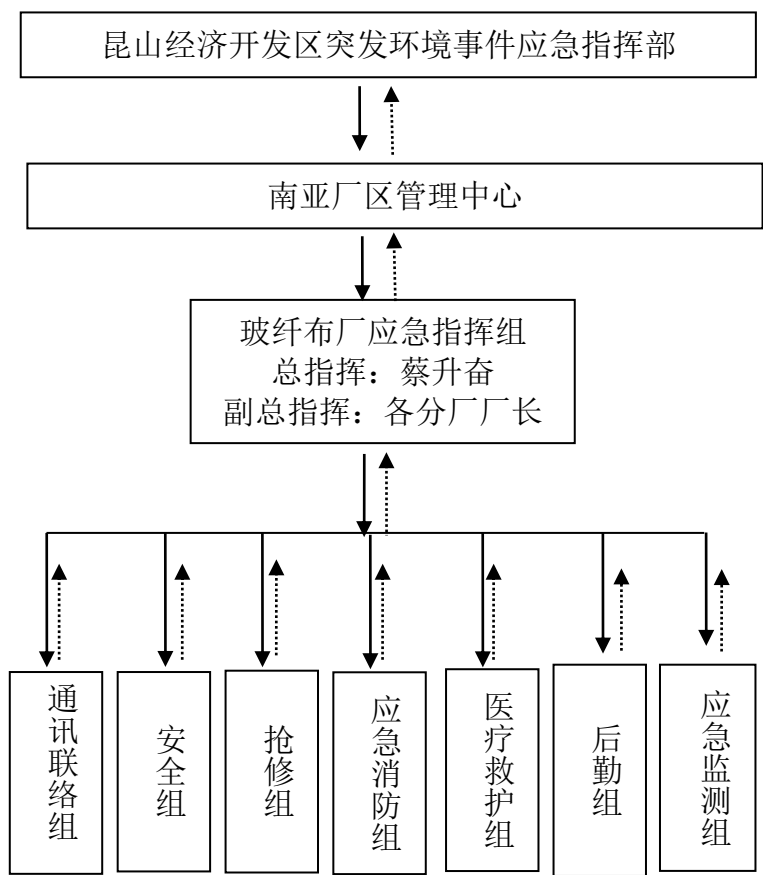 昆山经济开发区突发环境事件应急指挥部
南亚厂区管理中心
玻纤布厂应急指挥组
总指挥：蔡升奋
副总指挥：各分厂厂长
通讯联络组
安全组
抢修组
应急消防组
医疗救护组
后勤组
应急监测组